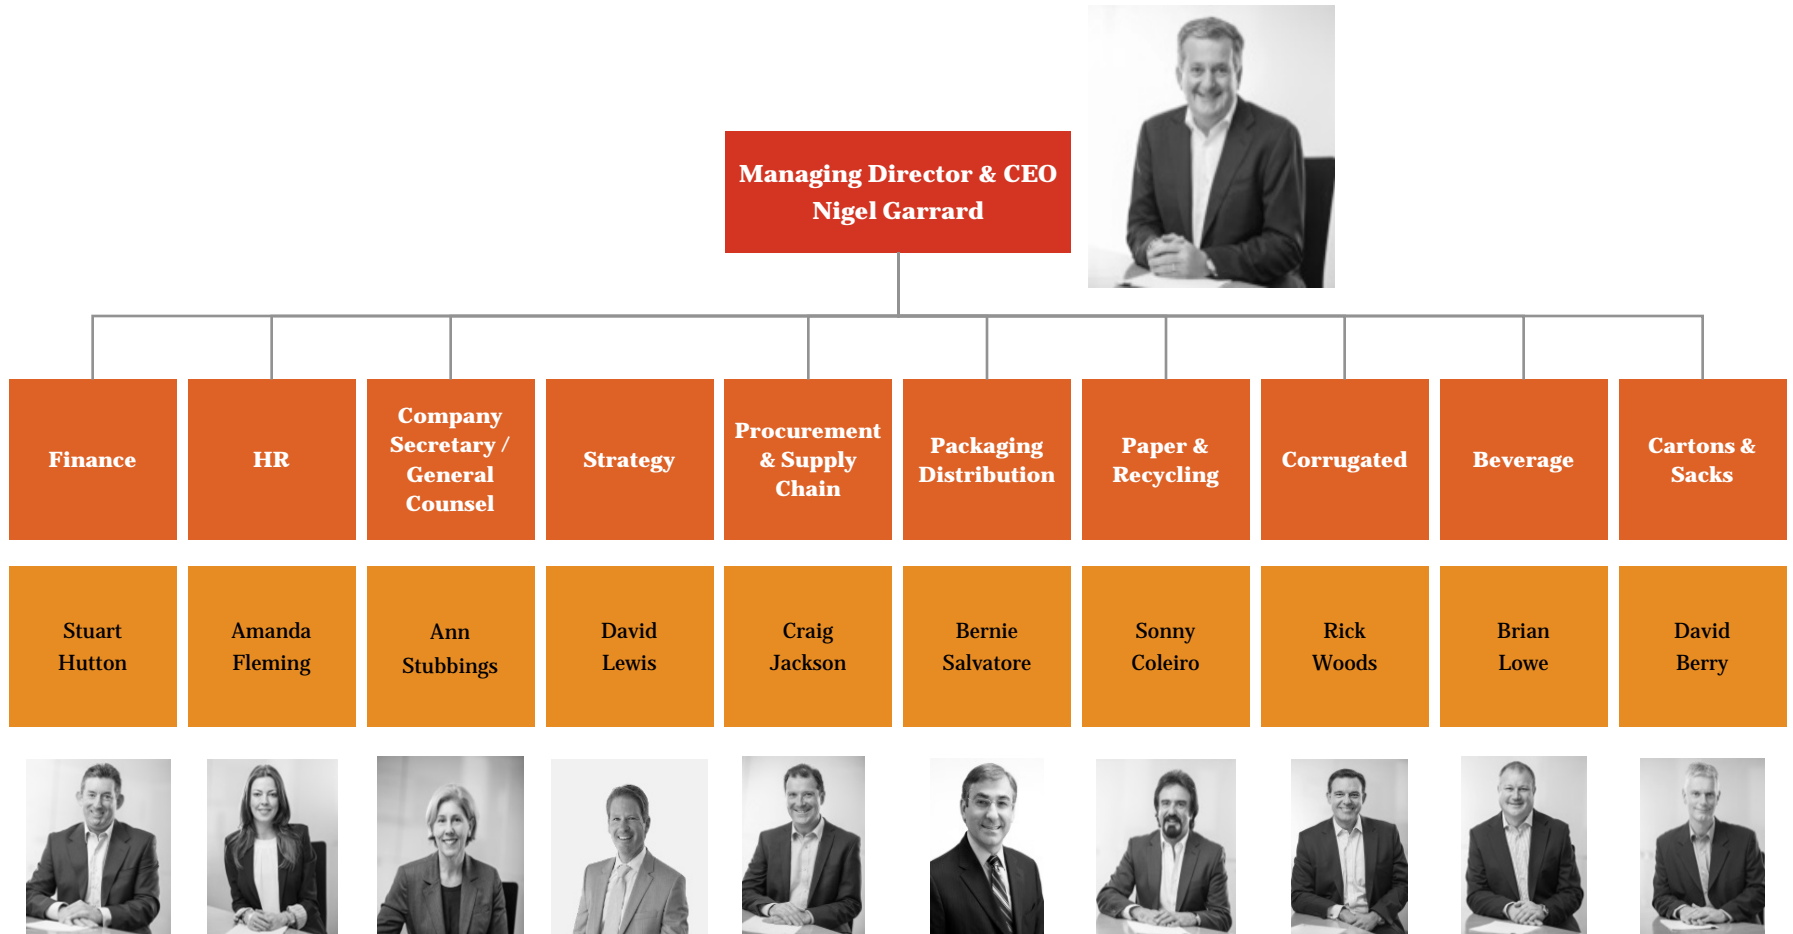 Managing Director & CEO
Nigel Garrard
Finance
HR
Company
Secretary /
General
Counsel
Strategy
Procurement
& Supply
Chain
Packaging
Distribution
Paper &
Recycling
Corrugated
Beverage
Cartons &
Sacks
Stuart
Hutton
Amanda
Fleming
Ann
Stubbings
David
Lewis
Craig
Jackson
Bernie
Salvatore
Sonny
Coleiro
Rick
Woods
Brian
Lowe
David
Berry